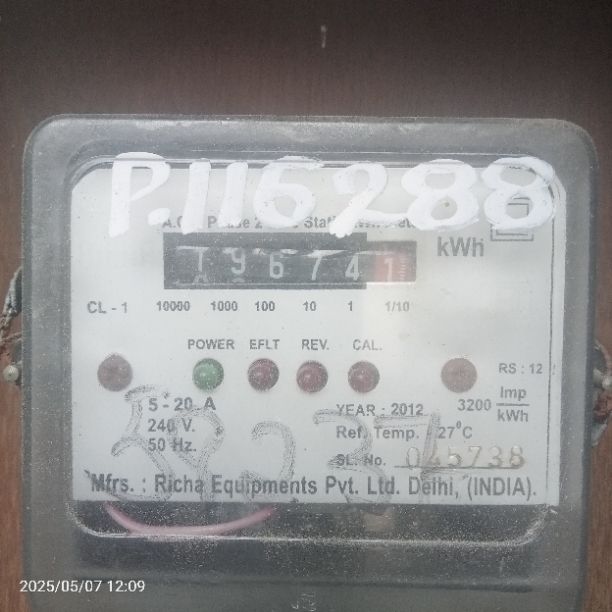 P.116288
kWh
19674 1
CL - 1 10000 1000 100 10 1 1/10
POWER EFLT REV. CAL.
RS : 12
5 - 20 A
YEAR : 2012
3200 Imp/kWh
240 V.
Ref. Temp. 27°C
50 Hz.
SL. No. 045738
Mfrs. : Richa Equipments Pvt. Ltd. Delhi, (INDIA).
2025/05/07 12:09